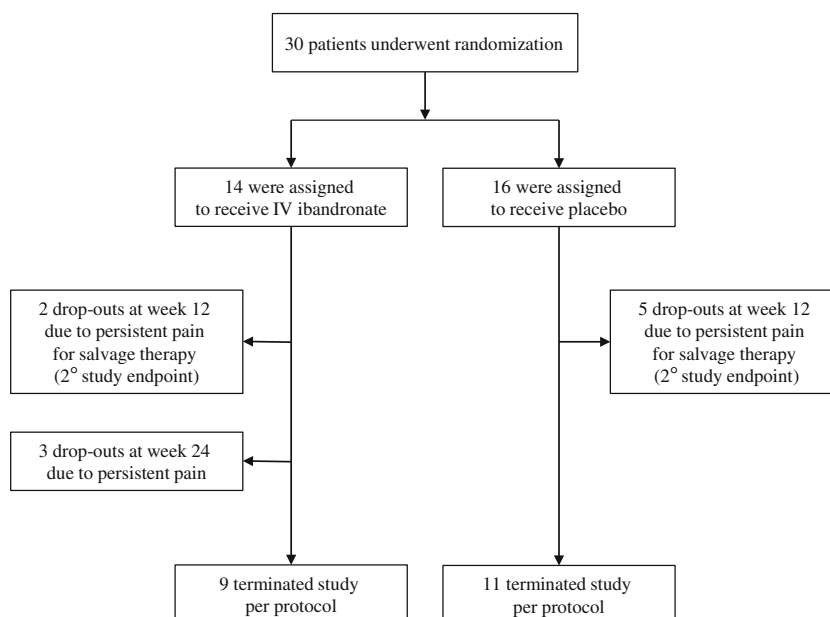 30 patients underwent randomization
14 were assigned
to receive IV ibandronate
16 were assigned
to receive placebo
2 drop-outs at week 12
due to persistent pain
for salvage therapy
(2° study endpoint)
5 drop-outs at week 12
due to persistent pain
for salvage therapy
(2° study endpoint)
3 drop-outs at week 24
due to persistent pain
9 terminated study
per protocol
11 terminated study
per protocol